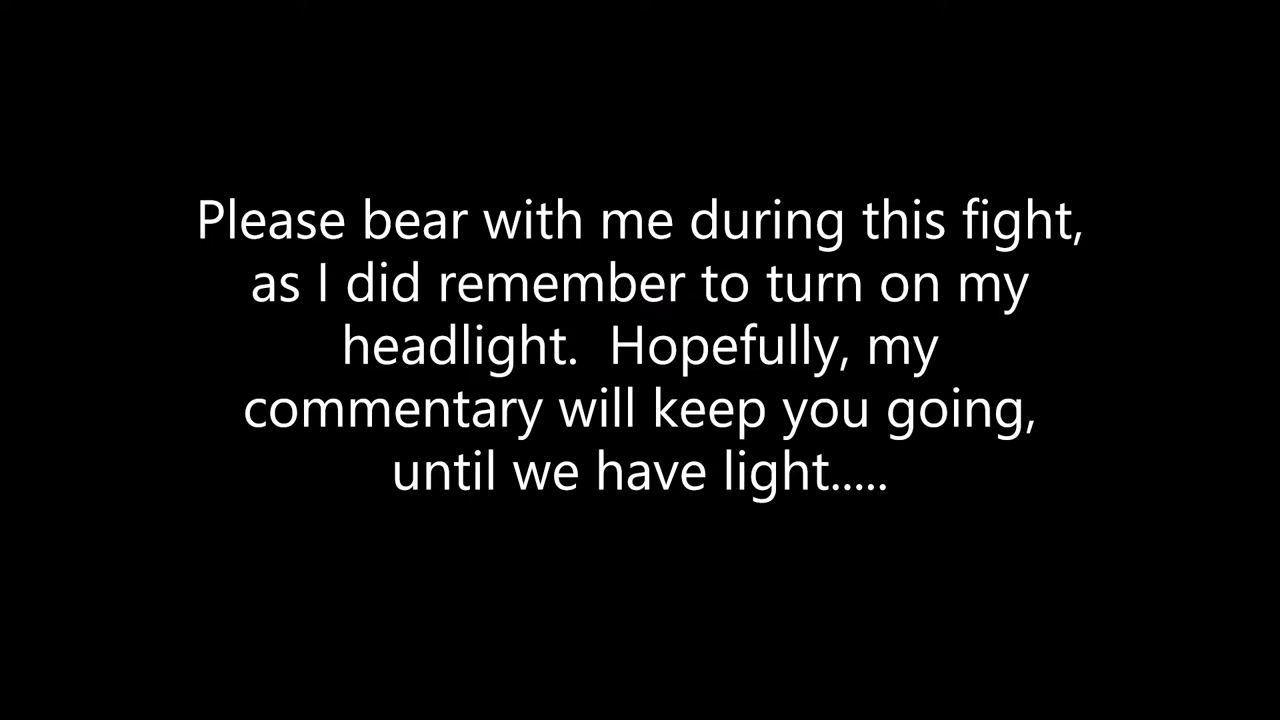 Please bear with me during this fight,
as I did remember to turn on my
headlight.  Hopefully, my
commentary will keep you going,
until we have light.....